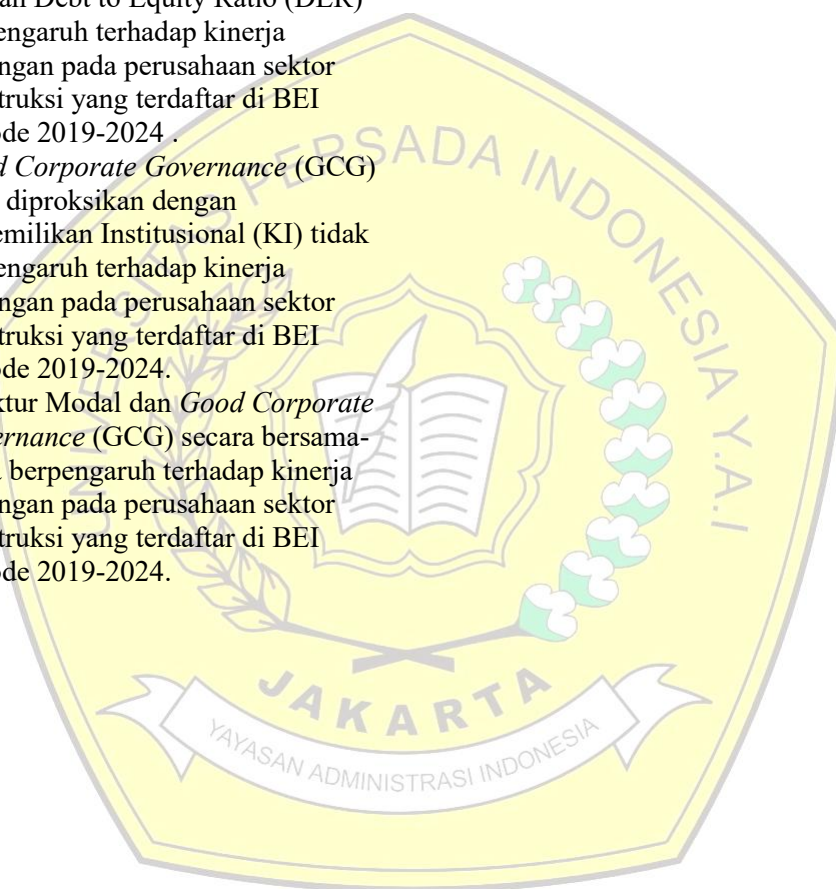 an Debt to Equity Ratio (DER)
engaruh terhadap kinerja
ngan pada perusahaan sektor
truksi yang terdaftar di BEI
de 2019-2024 .
d Corporate Governance (GCG)
diproksikan dengan
emilikan Institusional (KI) tidak
engaruh terhadap kinerja
ngan pada perusahaan sektor
truksi yang terdaftar di BEI
de 2019-2024.
ktur Modal dan Good Corporate
ernance (GCG) secara bersama-
berpengaruh terhadap kinerja
ngan pada perusahaan sektor
truksi yang terdaftar di BEI
de 2019-2024.
UNIVERSITAS PERSADA INDONESIA Y.A.I
JAKARTA
YAYASAN ADMINISTRASI INDONESIA